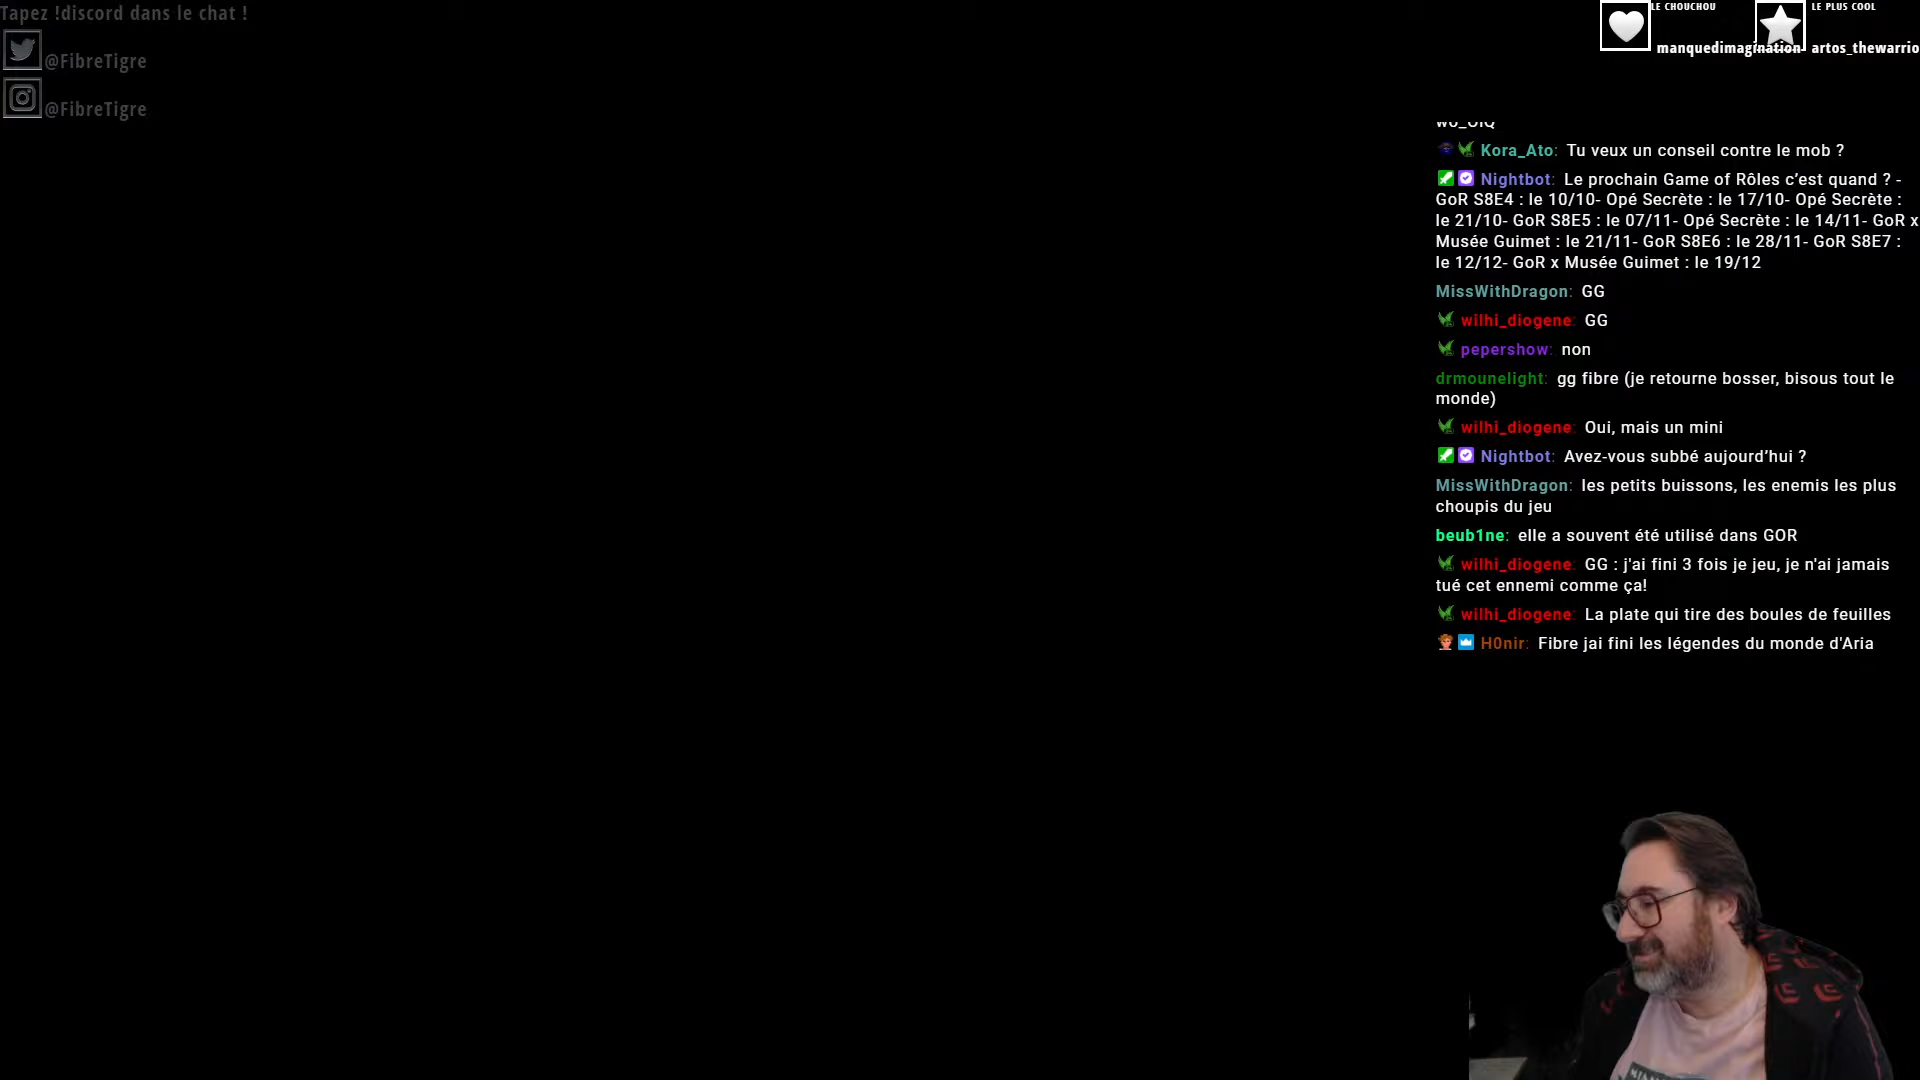 Tapez !discord dans le chat !
@FibreTigre
@FibreTigre
LE CHOUCHOU
manquedimagination
LE PLUS COOL
artos_thewarrio
Kora_Ato: Tu veux un conseil contre le mob ?
Nightbot: Le prochain Game of Rôles c’est quand ? -
GoR S8E4 : le 10/10- Opé Secrète : le 17/10- Opé Secrète :
le 21/10- GoR S8E5 : le 07/11- Opé Secrète : le 14/11- GoR x
Musée Guimet : le 21/11- GoR S8E6 : le 28/11- GoR S8E7 :
le 12/12- GoR x Musée Guimet : le 19/12
MissWithDragon: GG
wilhi_diogene: GG
pepershow: non
drmounelight: gg fibre (je retourne bosser, bisous tout le
monde)
wilhi_diogene: Oui, mais un mini
Nightbot: Avez-vous subbé aujourd’hui ?
MissWithDragon: les petits buissons, les enemis les plus
choupis du jeu
beub1ne: elle a souvent été utilisé dans GOR
wilhi_diogene: GG : j'ai fini 3 fois je jeu, je n'ai jamais
tué cet ennemi comme ça!
wilhi_diogene: La plate qui tire des boules de feuilles
H0nir: Fibre jai fini les légendes du monde d'Aria